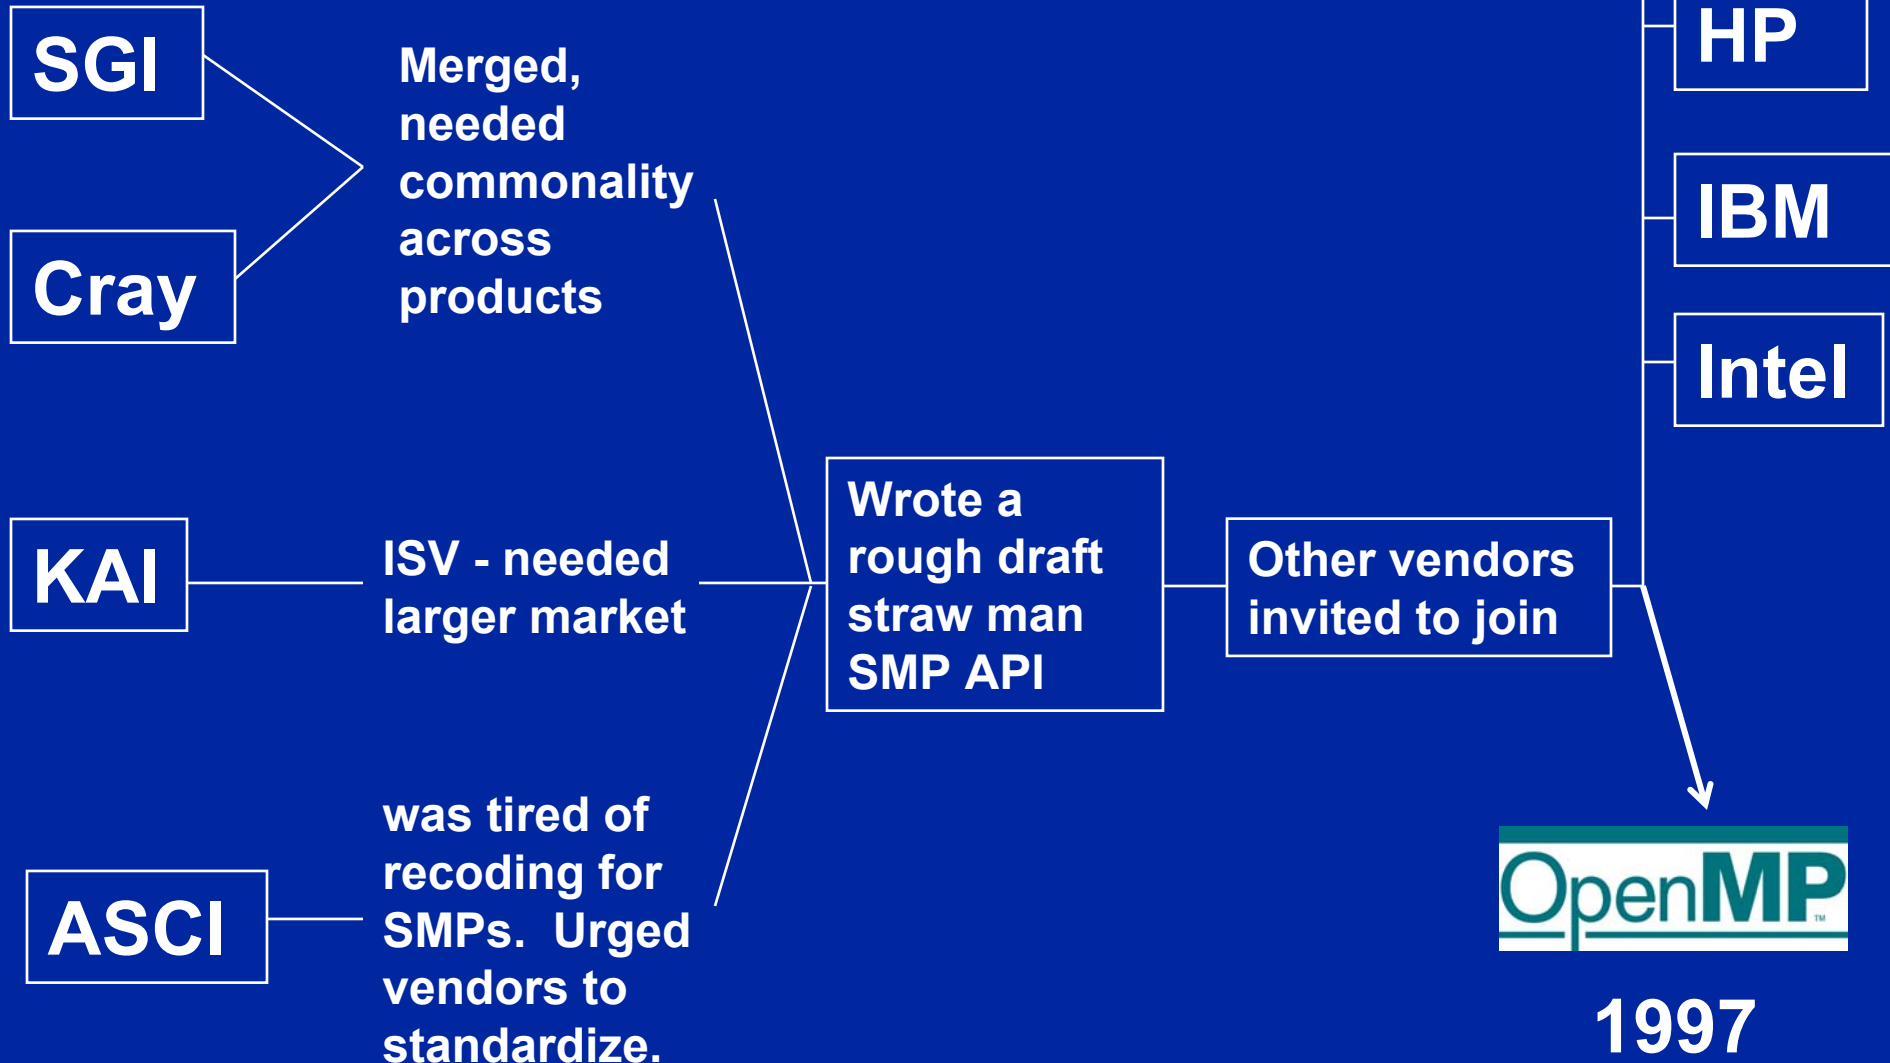 SGI
Merged,
needed
commonality
across
products
Cray
KAI
ISV - needed
larger market
ASCI
was tired of
recoding for
SMPs. Urged
vendors to
standardize.
Wrote a
rough draft
straw man
SMP API
Other vendors
invited to join
HP
IBM
Intel
OpenMP
TM
1997